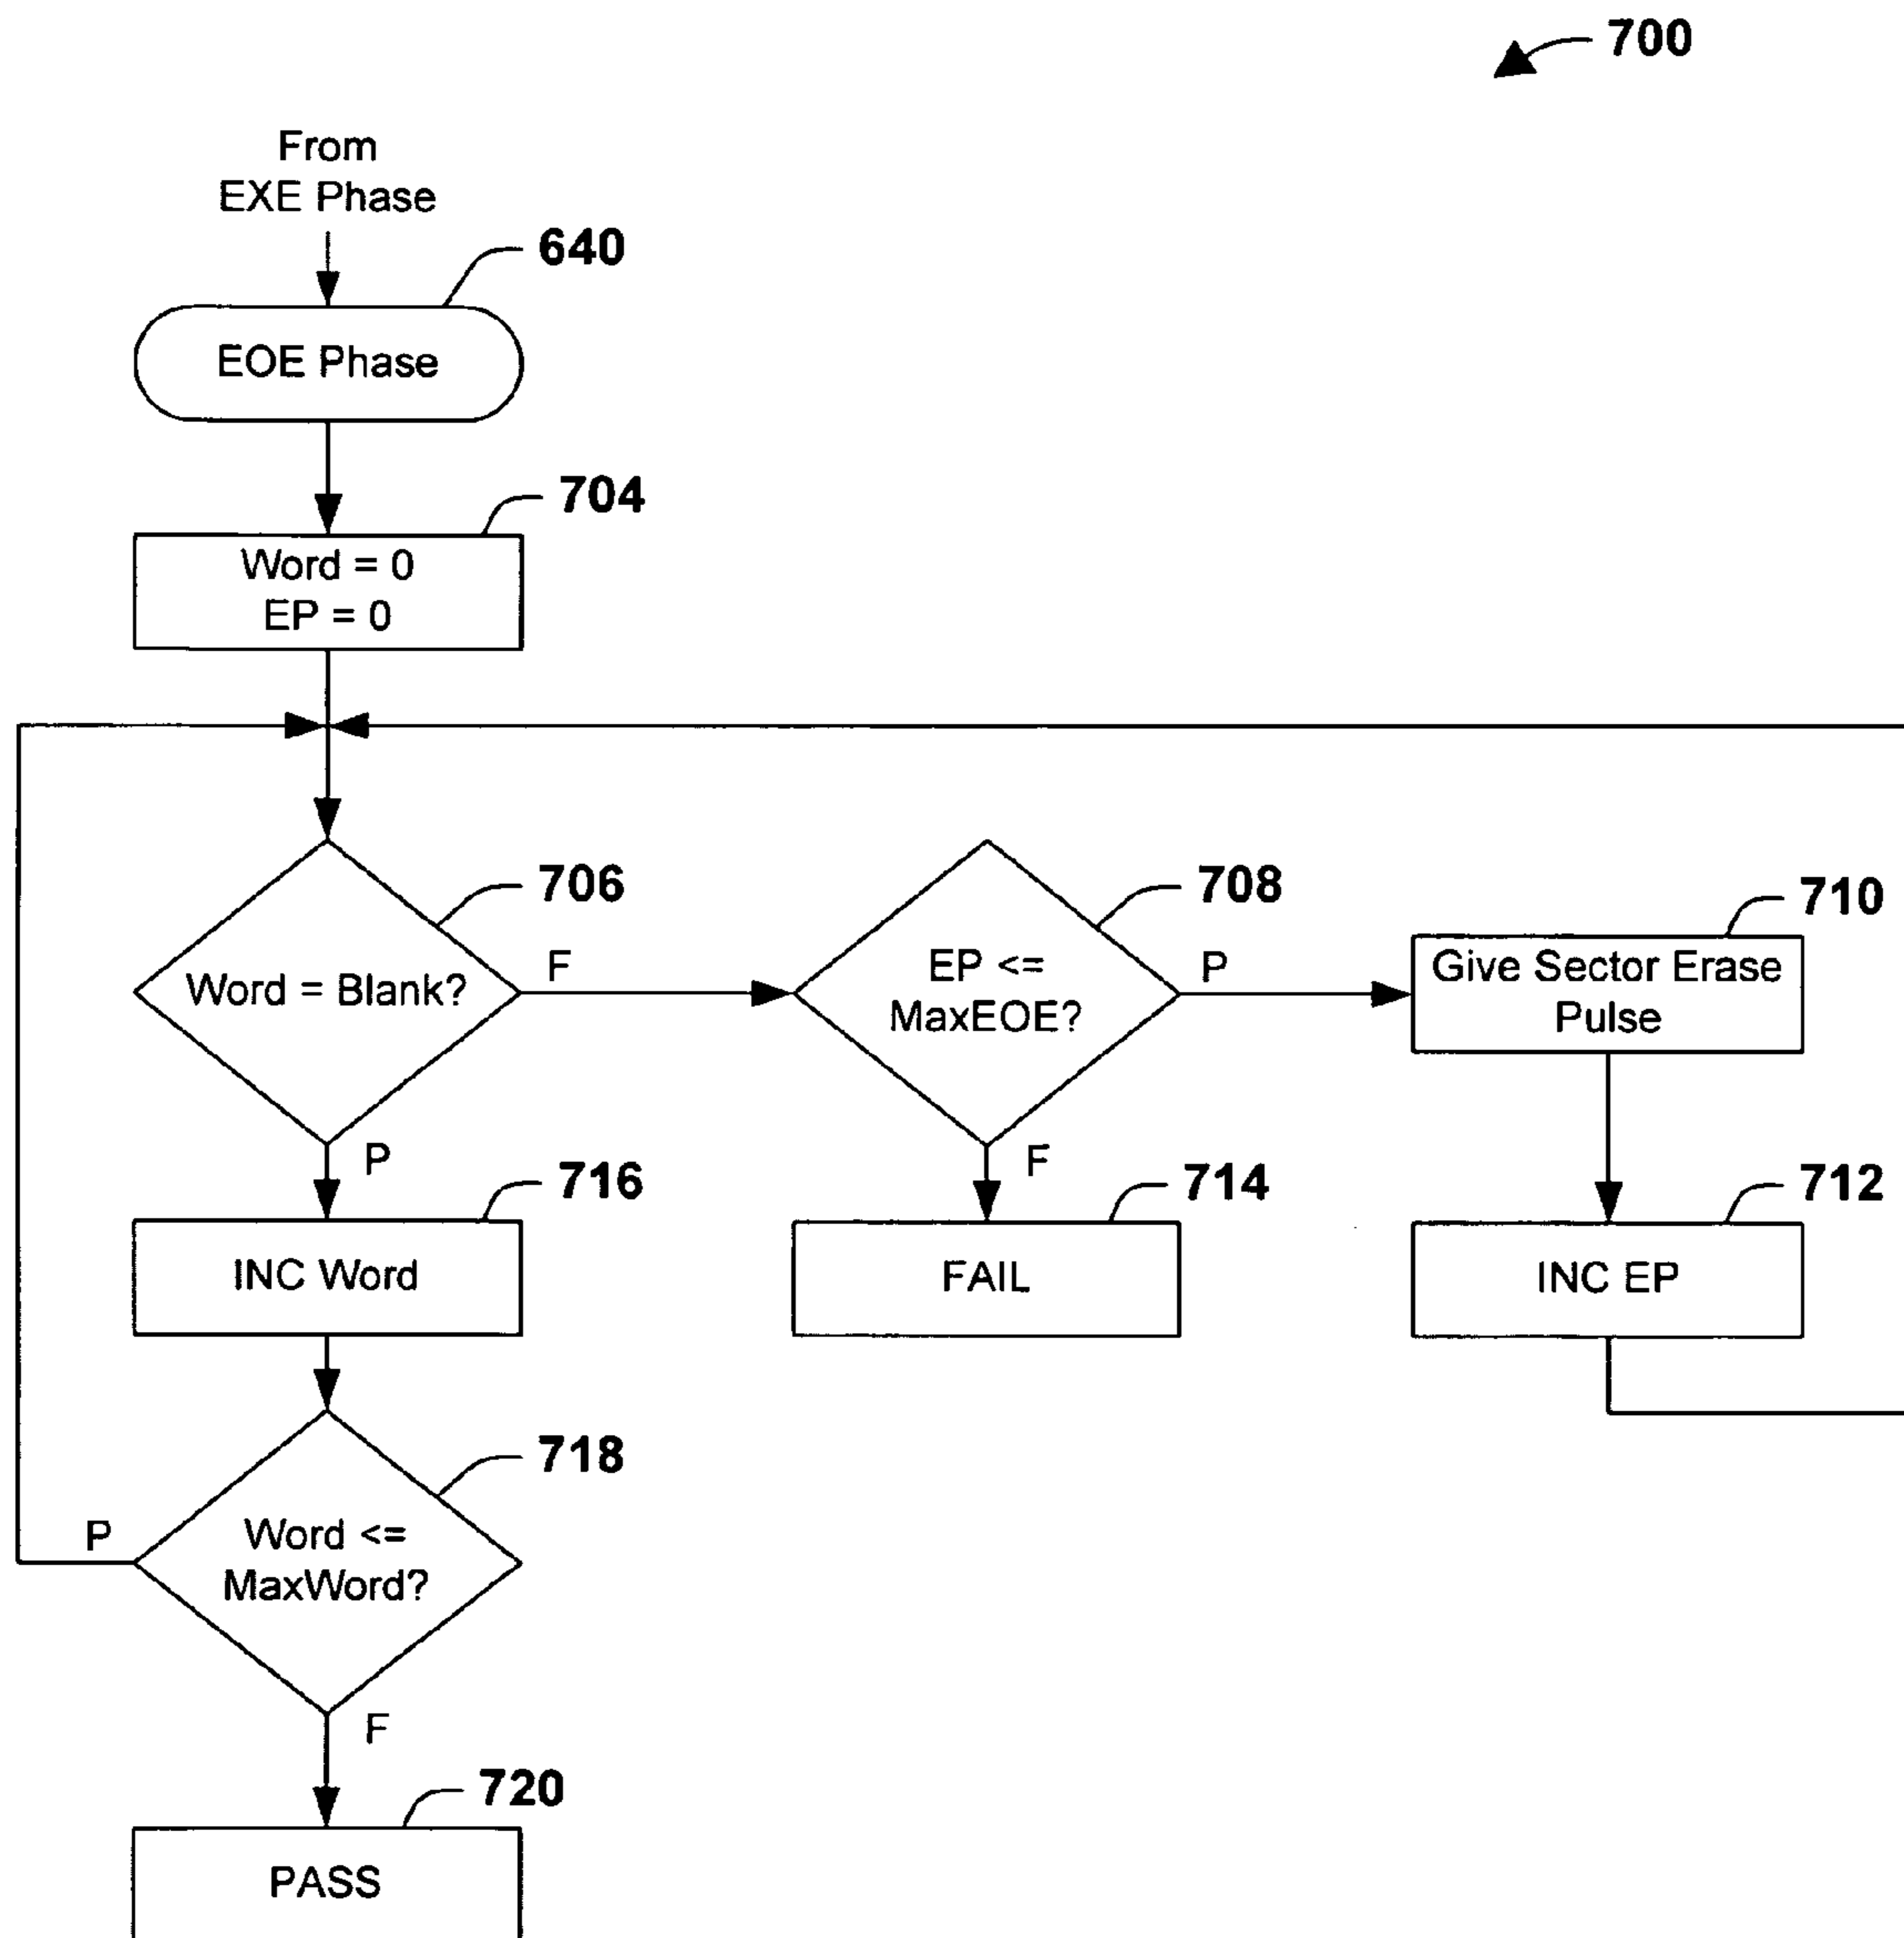 700
From
EXE Phase
640
EOE Phase
704
Word = 0
EP = 0
706
Word = Blank?
F
P
708
EP <=
MaxEOE?
P
F
710
Give Sector Erase
Pulse
716
INC Word
714
FAIL
712
INC EP
718
Word <=
MaxWord?
P
F
720
PASS